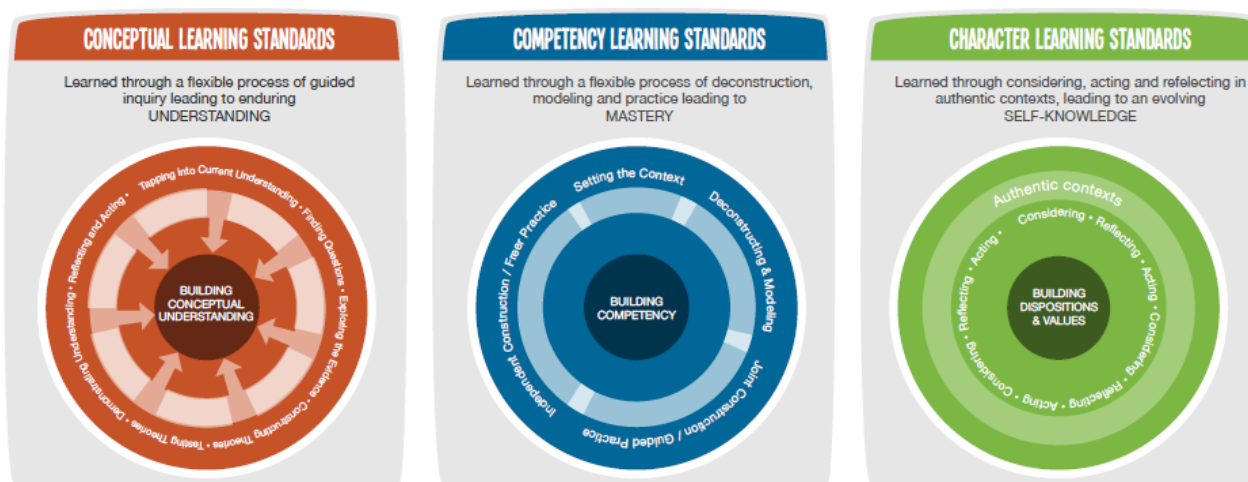 CONCEPTUAL LEARNING STANDARDS
Learned through a flexible process of guided
inquiry leading to enduring
UNDERSTANDING
Tapping into Current Understanding • Finding Questions • Exploring the Evidence • Constructing Theories • Testing Theories • Demonstrating Understanding • Reflecting and Acting •
BUILDING
CONCEPTUAL
UNDERSTANDING
COMPETENCY LEARNING STANDARDS
Learned through a flexible process of deconstruction,
modeling and practice leading to
MASTERY
Setting the Context
Deconstructing & Modeling
Joint Construction / Guided Practice
Independent Construction / Freer Practice
BUILDING
COMPETENCY
CHARACTER LEARNING STANDARDS
Learned through considering, acting and refelecting in
authentic contexts, leading to an evolving
SELF-KNOWLEDGE
Authentic contexts
Considering • Reflecting • Acting • Considering • Reflecting • Acting • Considering • Reflecting • Acting •
BUILDING
DISPOSITIONS
& VALUES